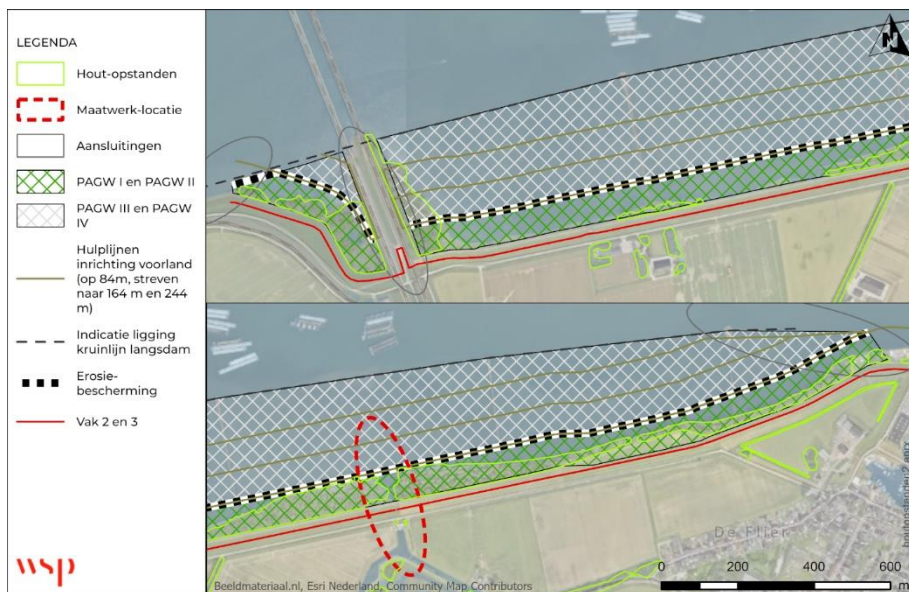 LEGENDA
Hout-opstanden
Maatwerk-locatie
Aansluitingen
PAGW I en PAGW II
PAGW III en PAGW
IV
Hulplijnen
inrichting voorland
(op 84m, streven
naar 164 m en 244
m)
Indicatie ligging
kruinlijn langsdam
Erosie-
bescherming
Vak 2 en 3
wsp
N
De Flier
houtopstanden2.aprx
0 200 400 600
m
Beeldmateriaal.nl, Esri Nederland, Community Map Contributors